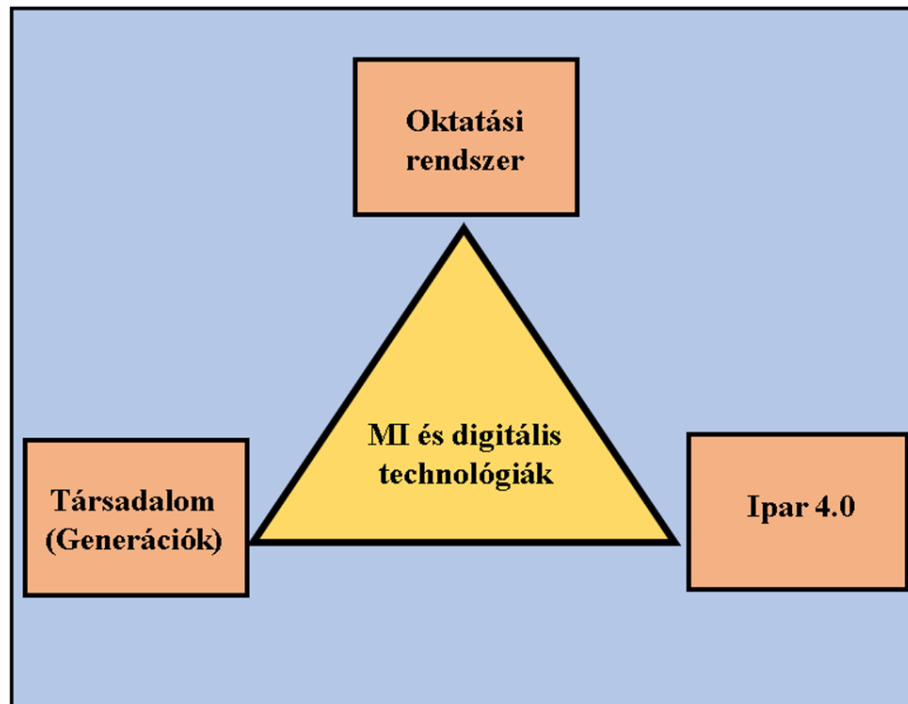 Oktatási
rendszer
MI és digitális
technológiák
Társadalom
(Generációk)
Ipar 4.0